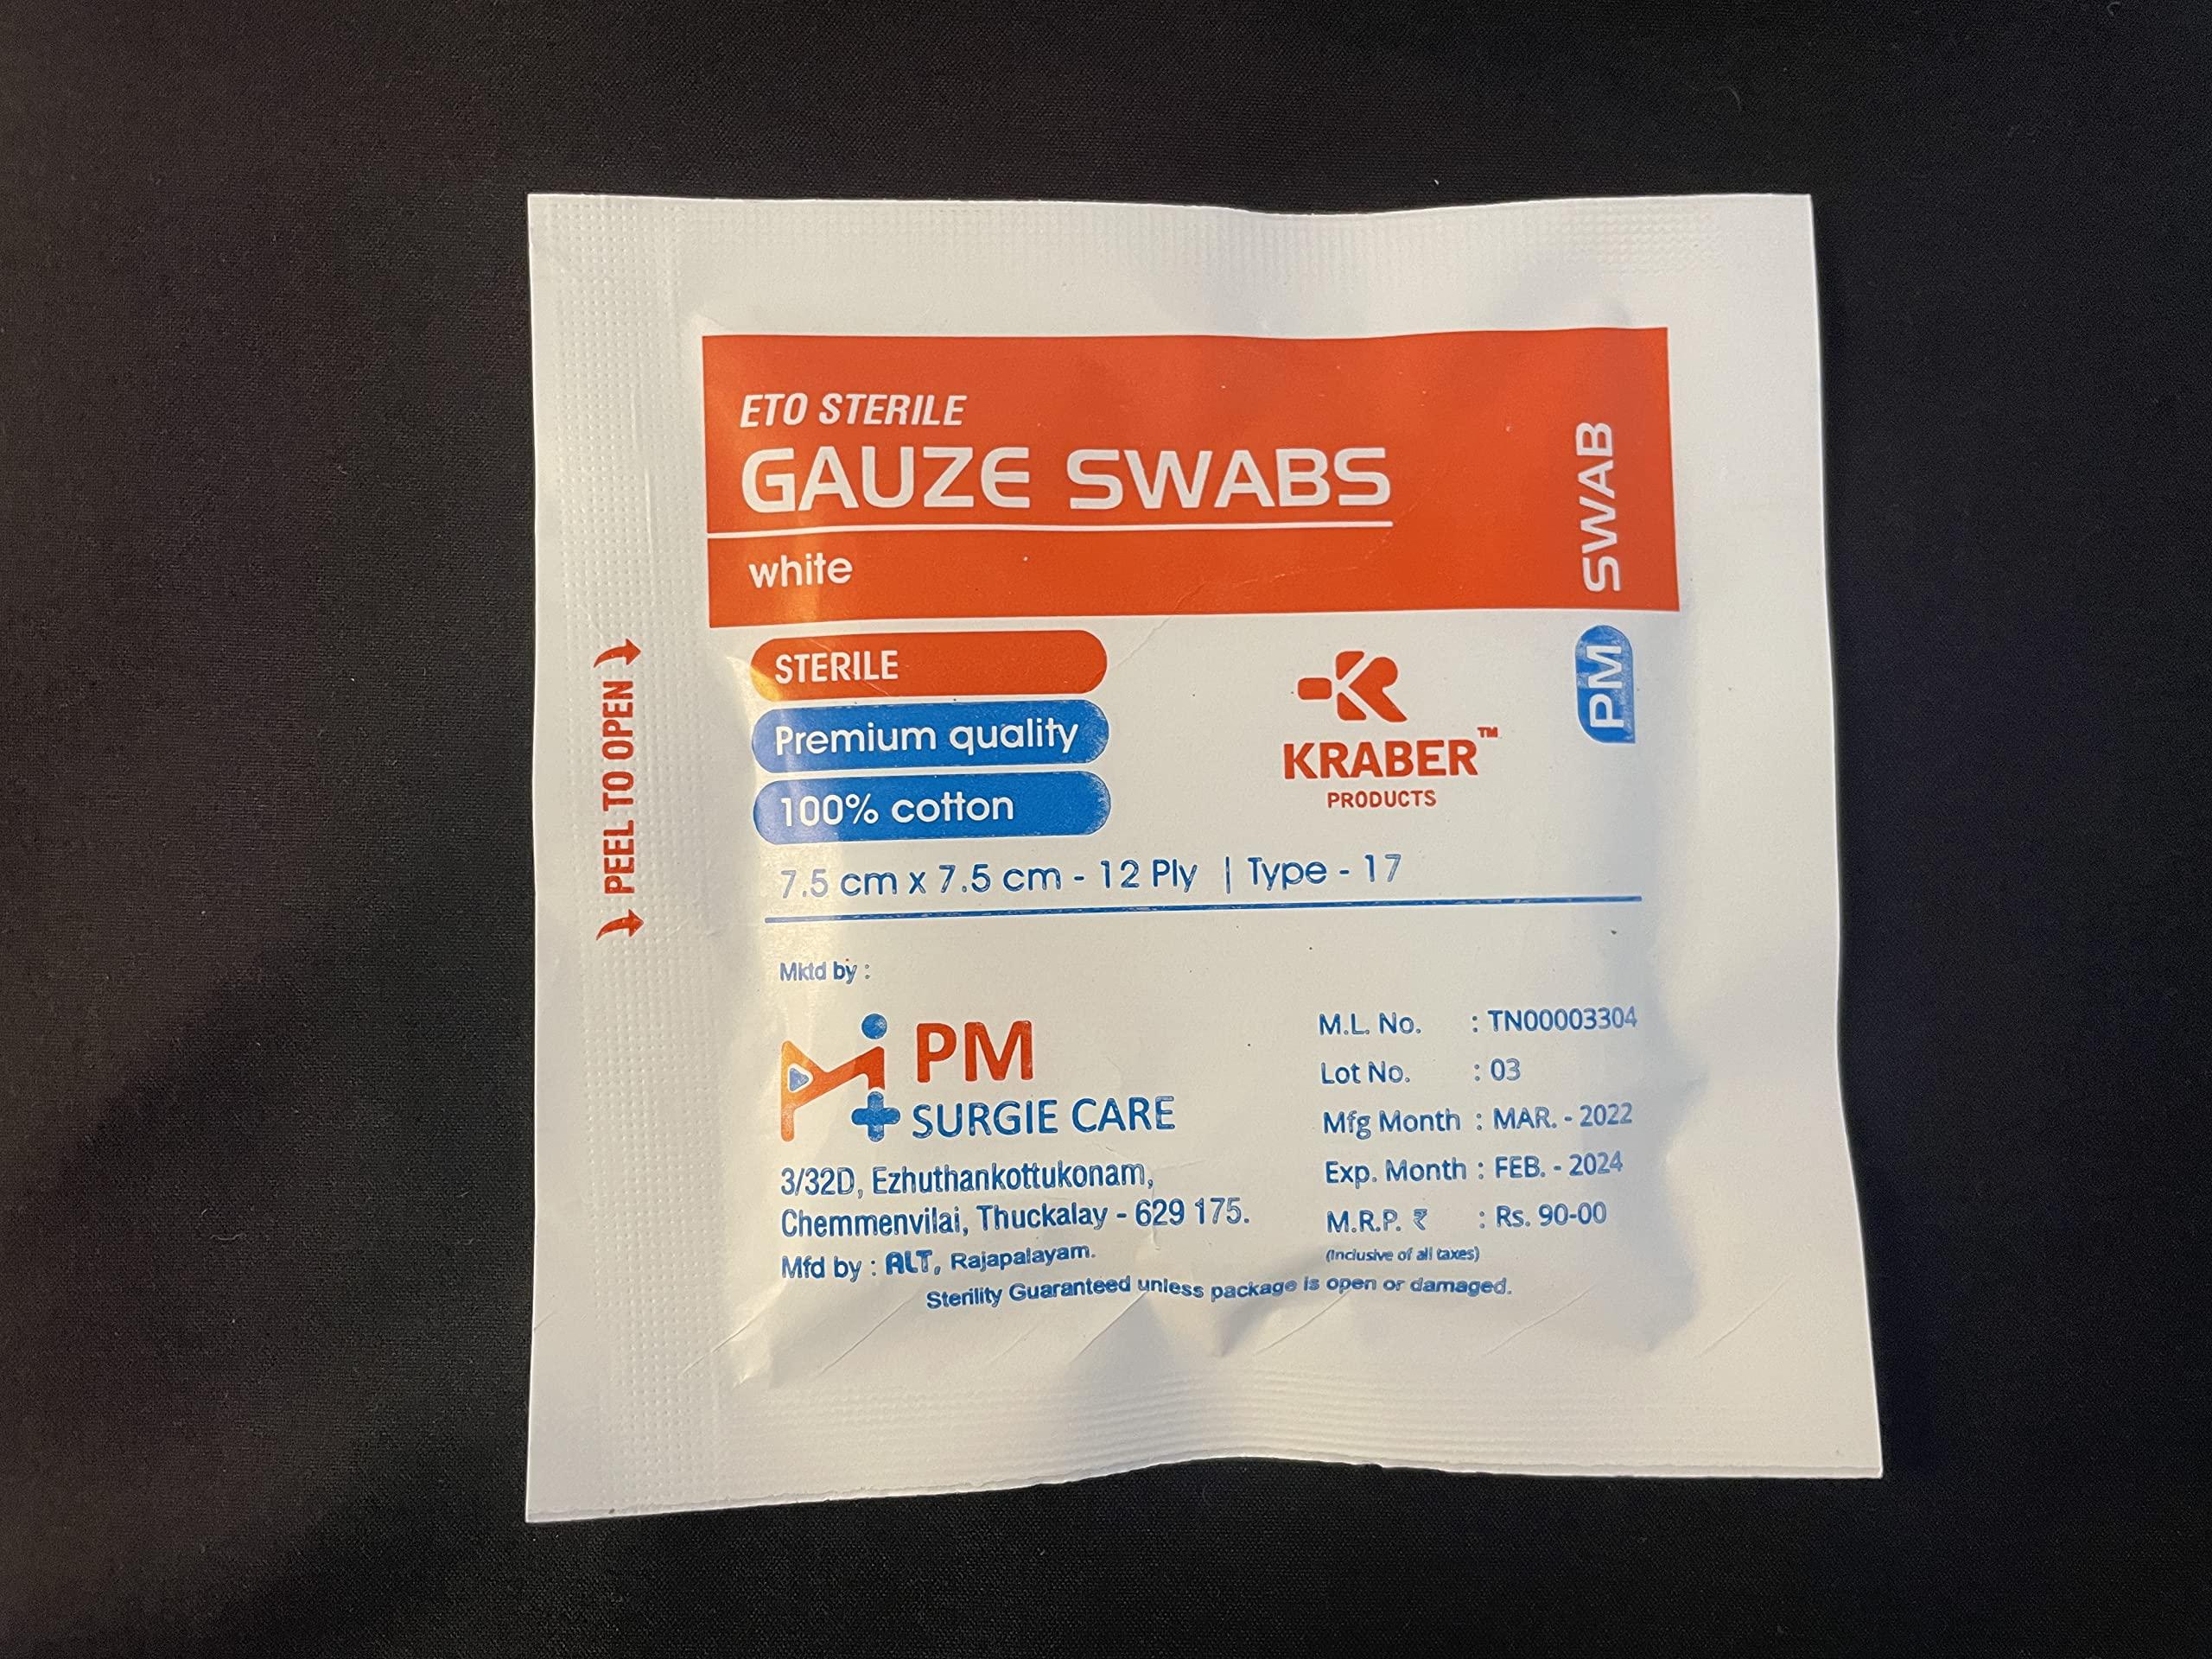 ETO STERILE
GAUZE SWABS
white
SWAB
PM
STERILE
Premium quality
100% cotton
KRABER™
PRODUCTS
7.5 cm x 7.5 cm - 12 Ply | Type - 17
PEEL TO OPEN
Mktd by :
PM
SURGIE CARE
3/32D, Ezhuthankottukonam,
Chemmenvilai, Thuckalay - 629 175.
Mfd by : ALT, Rajapalayam.
M.L. No. : TN00003304
Lot No. : 03
Mfg Month : MAR. - 2022
Exp. Month : FEB. - 2024
M.R.P. ₹ : Rs. 90-00
(Inclusive of all taxes)
Sterility Guaranteed unless package is open or damaged.